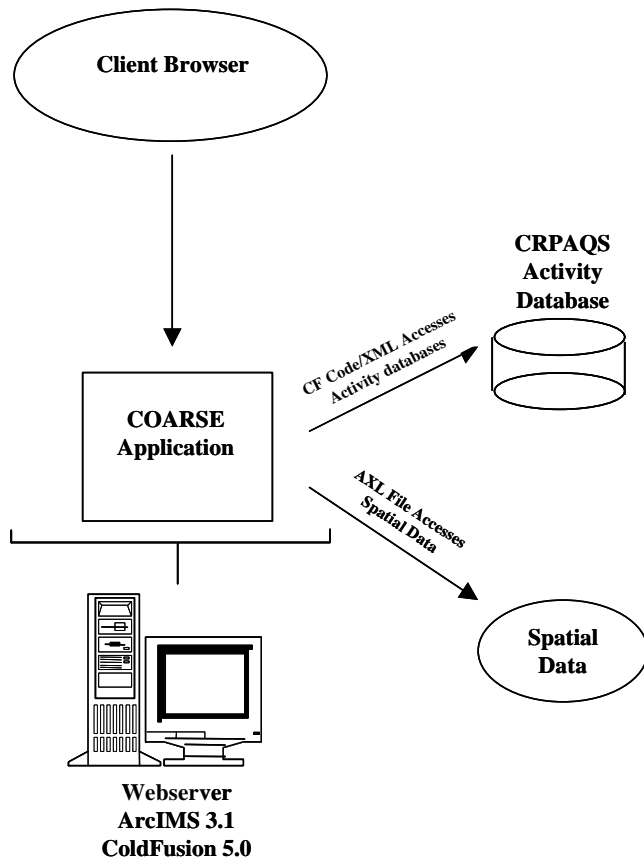 Client Browser
CRPAQS
Activity
Database
CF Code/XML Accesses
Activity databases
COARSE
Application
AXL File Accesses
Spatial Data
Spatial
Data
Webserver
ArcIMS 3.1
ColdFusion 5.0